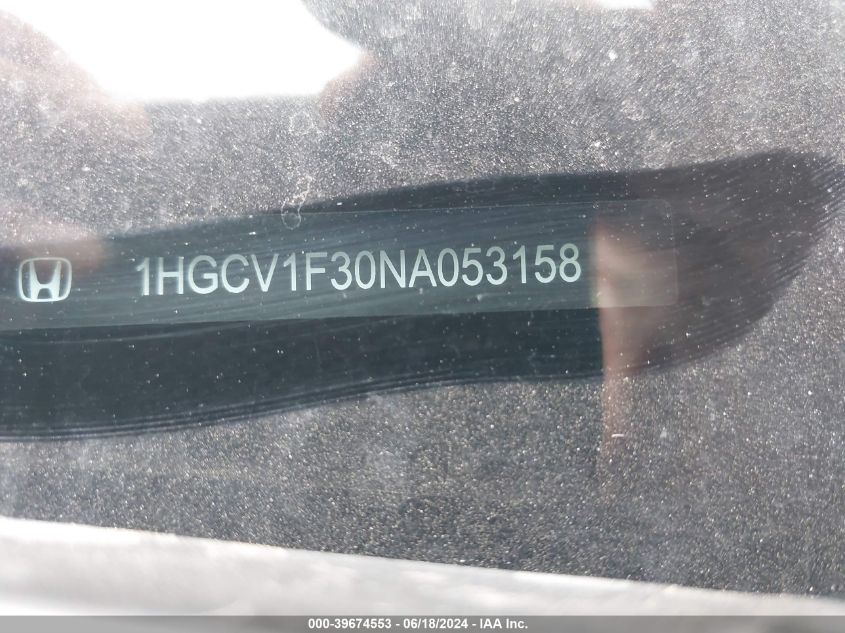 1HGCV1F30NA053158
000-39674553 - 06/18/2024 - IAA Inc.